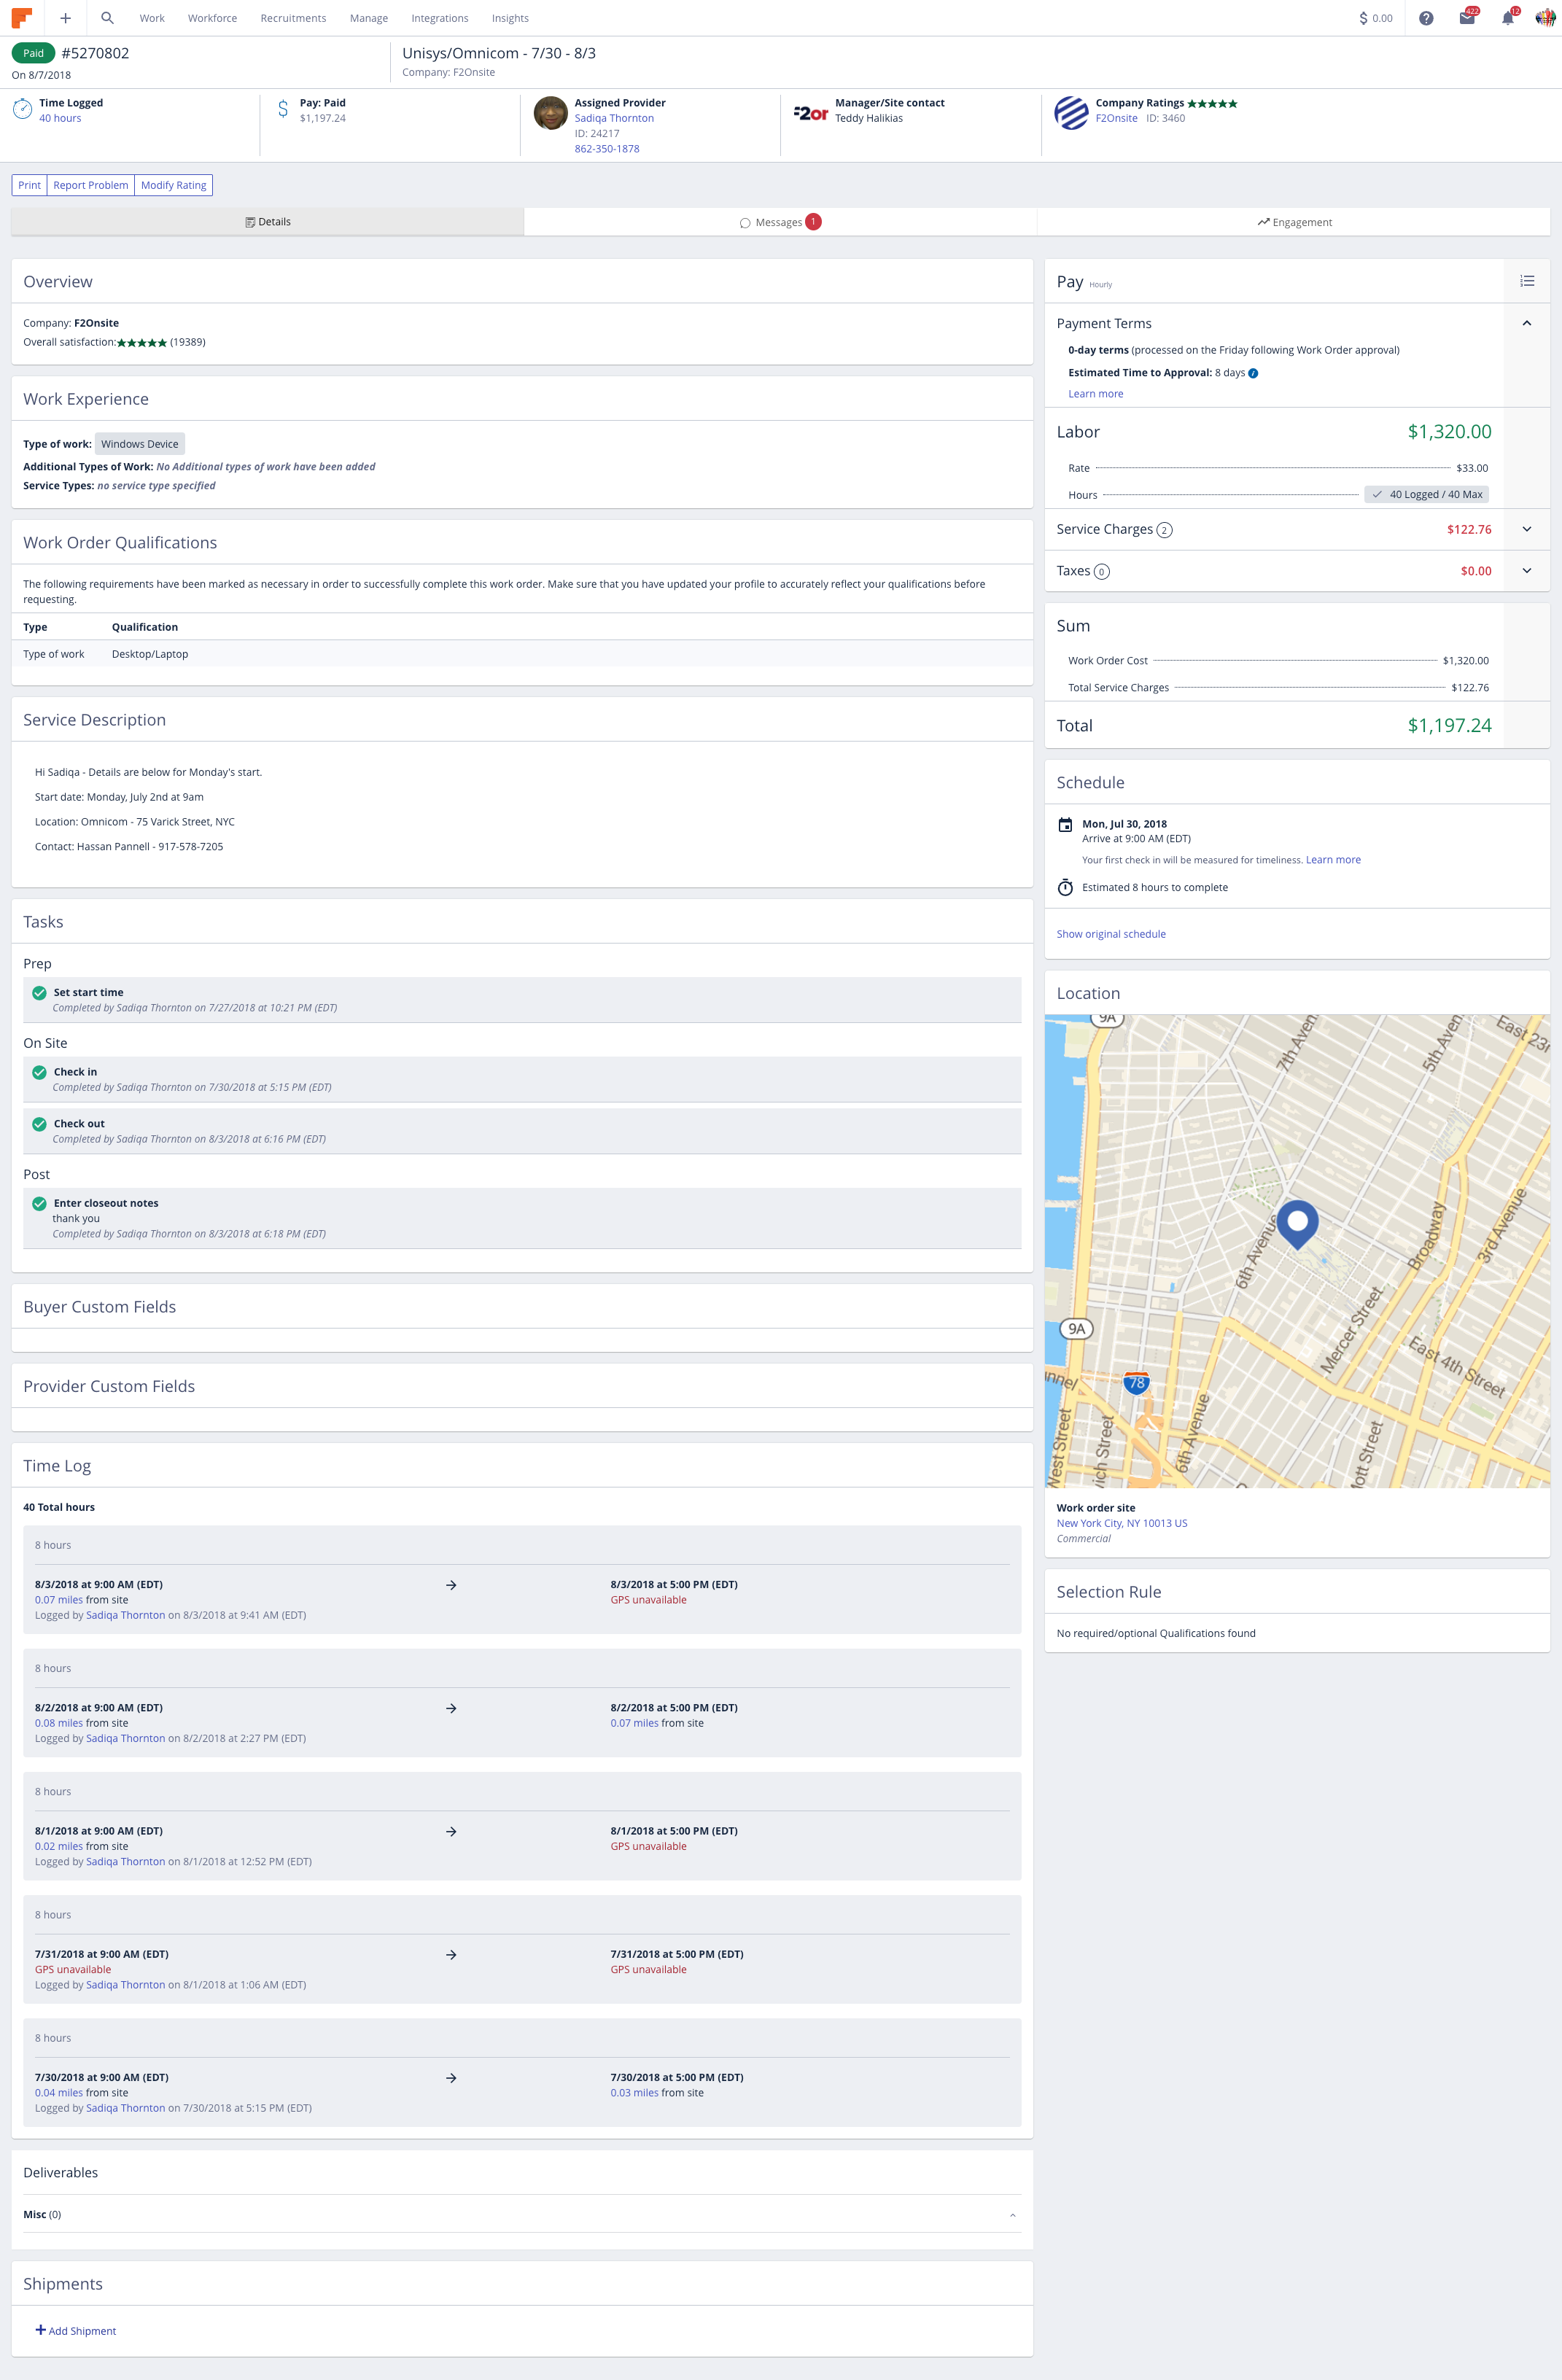 Work
Workforce
Recruitments
Manage
Integrations
Insights
$ 0.00
422
12
Paid #5270802
On 8/7/2018
Unisys/Omnicom - 7/30 - 8/3
Company: F2Onsite
Time Logged
40 hours
Pay: Paid
$1,197.24
Assigned Provider
Sadiqa Thornton
ID: 24217
862-350-1878
Manager/Site contact
Teddy Halikias
Company Ratings
F2Onsite ID: 3460
Print
Report Problem
Modify Rating
Details
Messages 1
Engagement
Overview
Company: F2Onsite
Overall satisfaction: (19389)
Work Experience
Type of work: Windows Device
Additional Types of Work: No Additional types of work have been added
Service Types: no service type specified
Work Order Qualifications
The following requirements have been marked as necessary in order to successfully complete this work order. Make sure that you have updated your profile to accurately reflect your qualifications before
requesting.
Type Qualification
Type of work Desktop/Laptop
Service Description
Hi Sadiqa - Details are below for Monday's start.
Start date: Monday, July 2nd at 9am
Location: Omnicom - 75 Varick Street, NYC
Contact: Hassan Pannell - 917-578-7205
Tasks
Prep
Set start time
Completed by Sadiqa Thornton on 7/27/2018 at 10:21 PM (EDT)
On Site
Check in
Completed by Sadiqa Thornton on 7/30/2018 at 5:15 PM (EDT)
Check out
Completed by Sadiqa Thornton on 8/3/2018 at 6:16 PM (EDT)
Post
Enter closeout notes
thank you
Completed by Sadiqa Thornton on 8/3/2018 at 6:18 PM (EDT)
Buyer Custom Fields
Provider Custom Fields
Time Log
40 Total hours
8 hours
8/3/2018 at 9:00 AM (EDT)
0.07 miles from site
Logged by Sadiqa Thornton on 8/3/2018 at 9:41 AM (EDT)
8/3/2018 at 5:00 PM (EDT)
GPS unavailable
8 hours
8/2/2018 at 9:00 AM (EDT)
0.08 miles from site
Logged by Sadiqa Thornton on 8/2/2018 at 2:27 PM (EDT)
8/2/2018 at 5:00 PM (EDT)
0.07 miles from site
8 hours
8/1/2018 at 9:00 AM (EDT)
0.02 miles from site
Logged by Sadiqa Thornton on 8/1/2018 at 12:52 PM (EDT)
8/1/2018 at 5:00 PM (EDT)
GPS unavailable
8 hours
7/31/2018 at 9:00 AM (EDT)
GPS unavailable
Logged by Sadiqa Thornton on 8/1/2018 at 1:06 AM (EDT)
7/31/2018 at 5:00 PM (EDT)
GPS unavailable
8 hours
7/30/2018 at 9:00 AM (EDT)
0.04 miles from site
Logged by Sadiqa Thornton on 7/30/2018 at 5:15 PM (EDT)
7/30/2018 at 5:00 PM (EDT)
0.03 miles from site
Deliverables
Misc (0)
Shipments
Add Shipment
Pay Hourly
Payment Terms
0-day terms (processed on the Friday following Work Order approval)
Estimated Time to Approval: 8 days
Learn more
Labor $1,320.00
Rate $33.00
Hours 40 Logged / 40 Max
Service Charges 2 $122.76
Taxes 0 $0.00
Sum
Work Order Cost $1,320.00
Total Service Charges $122.76
Total $1,197.24
Schedule
Mon, Jul 30, 2018
Arrive at 9:00 AM (EDT)
Your first check in will be measured for timeliness. Learn more
Estimated 8 hours to complete
Show original schedule
Location
9A
7th Aven
5th Aven
East 23r
6th Avenue
Broadway
3rd Avenue
9A
Mercer Street
East 4th Street
nnel
78
West Street
ich Street
6th Avenue
ott Street
Work order site
New York City, NY 10013 US
Commercial
Selection Rule
No required/optional Qualifications found